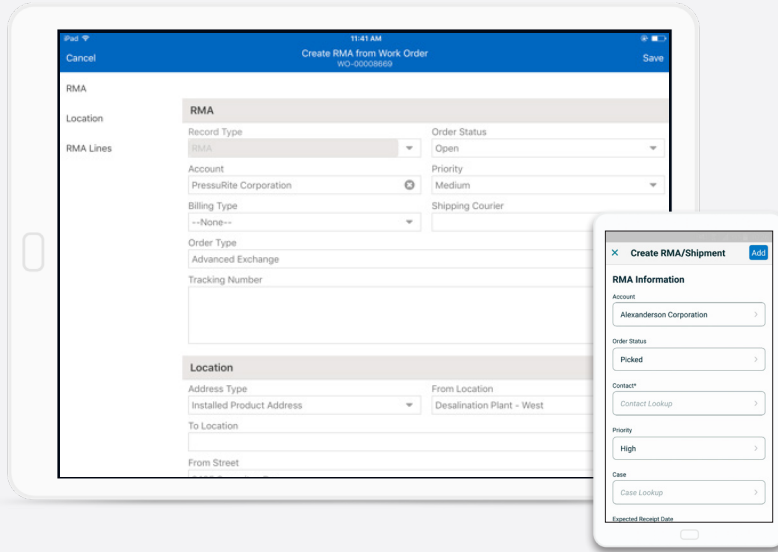 iPad
11:41 AM
Cancel
Create RMA from Work Order
Save
WO-00008669
RMA
Location
RMA Lines
RMA
Record Type
Order Status
RMA
Open
Account
Priority
PressuRite Corporation
Medium
Billing Type
Shipping Courier
--None--
Order Type
Advanced Exchange
Tracking Number
Location
Address Type
From Location
Installed Product Address
Desalination Plant - West
To Location
From Street
Create RMA/Shipment
Add
RMA Information
Account
Alexanderson Corporation
Order Status
Picked
Contact*
Contact Lookup
Priority
High
Case
Case Lookup
Expected Receipt Date